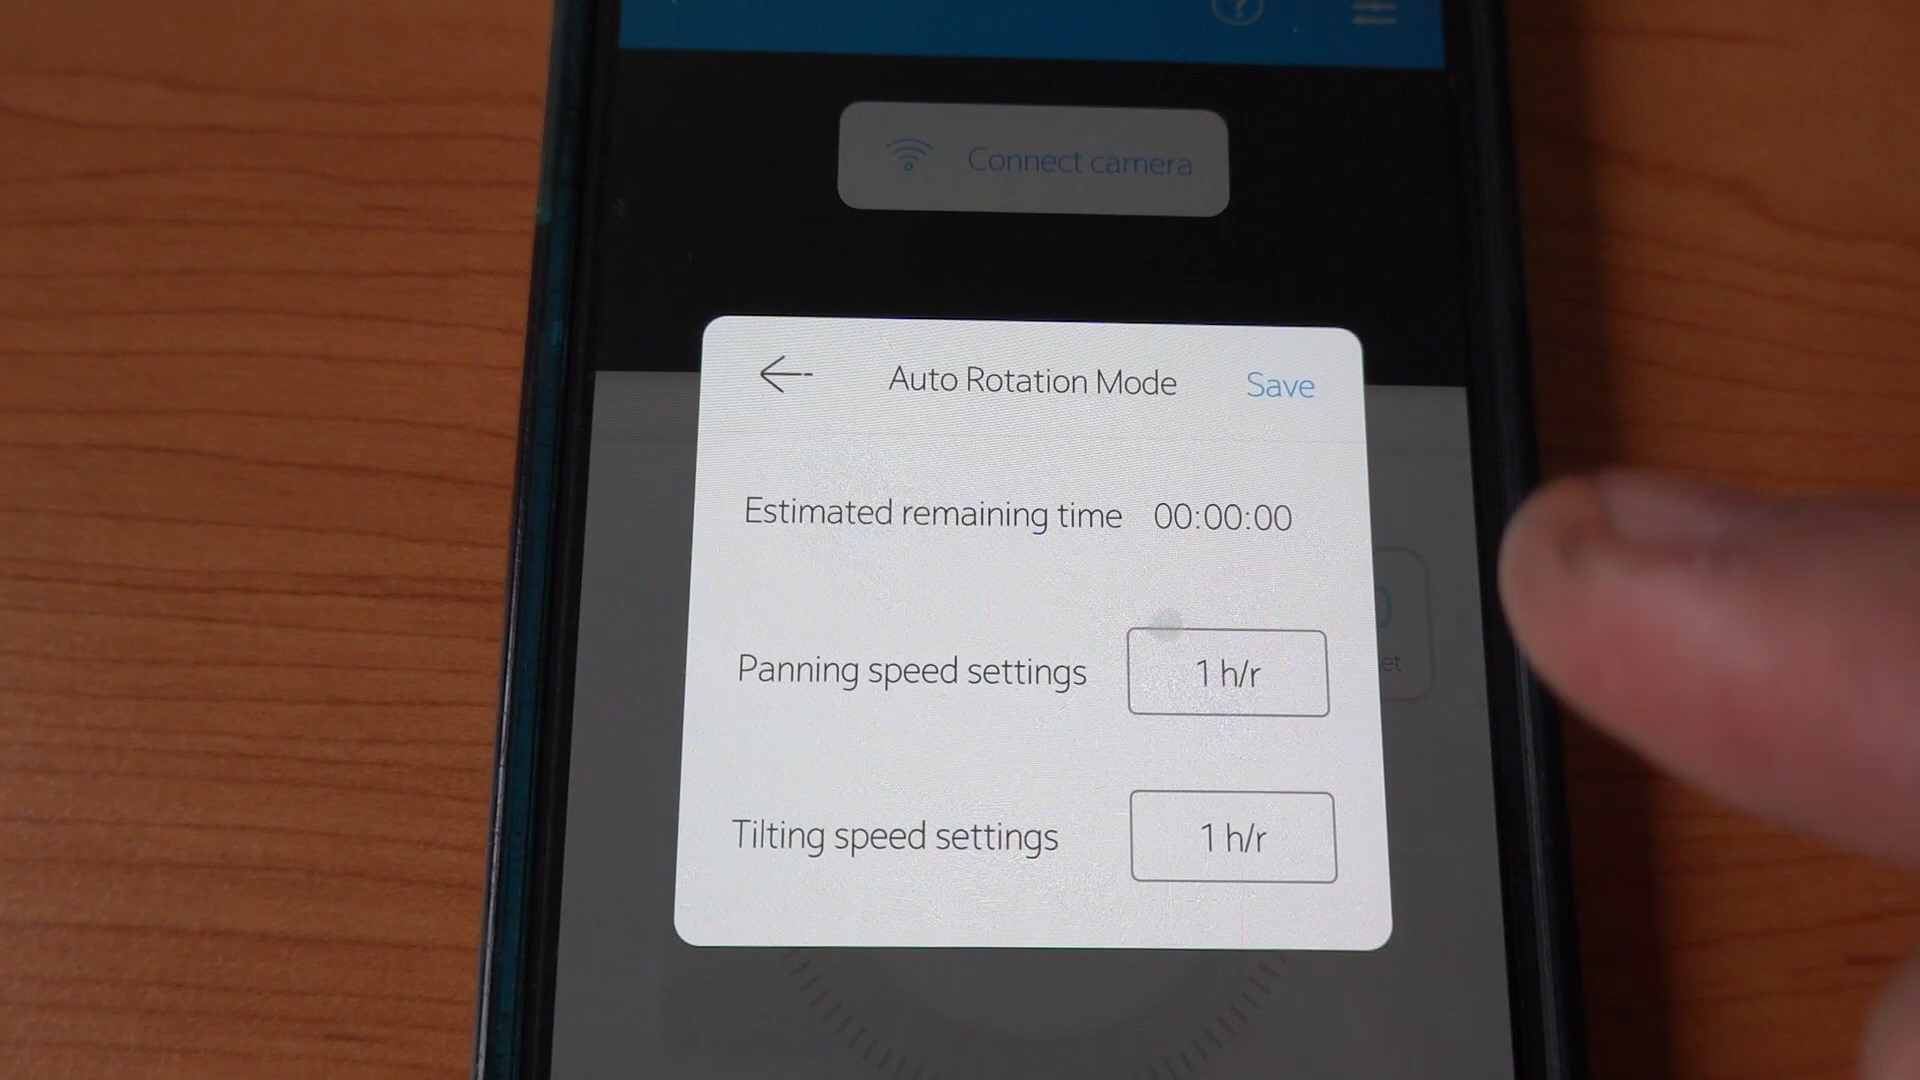 ?
Connect camera
Auto Rotation Mode Save
Estimated remaining time 00:00:00
Panning speed settings 1 h/r
et
Tilting speed settings 1 h/r